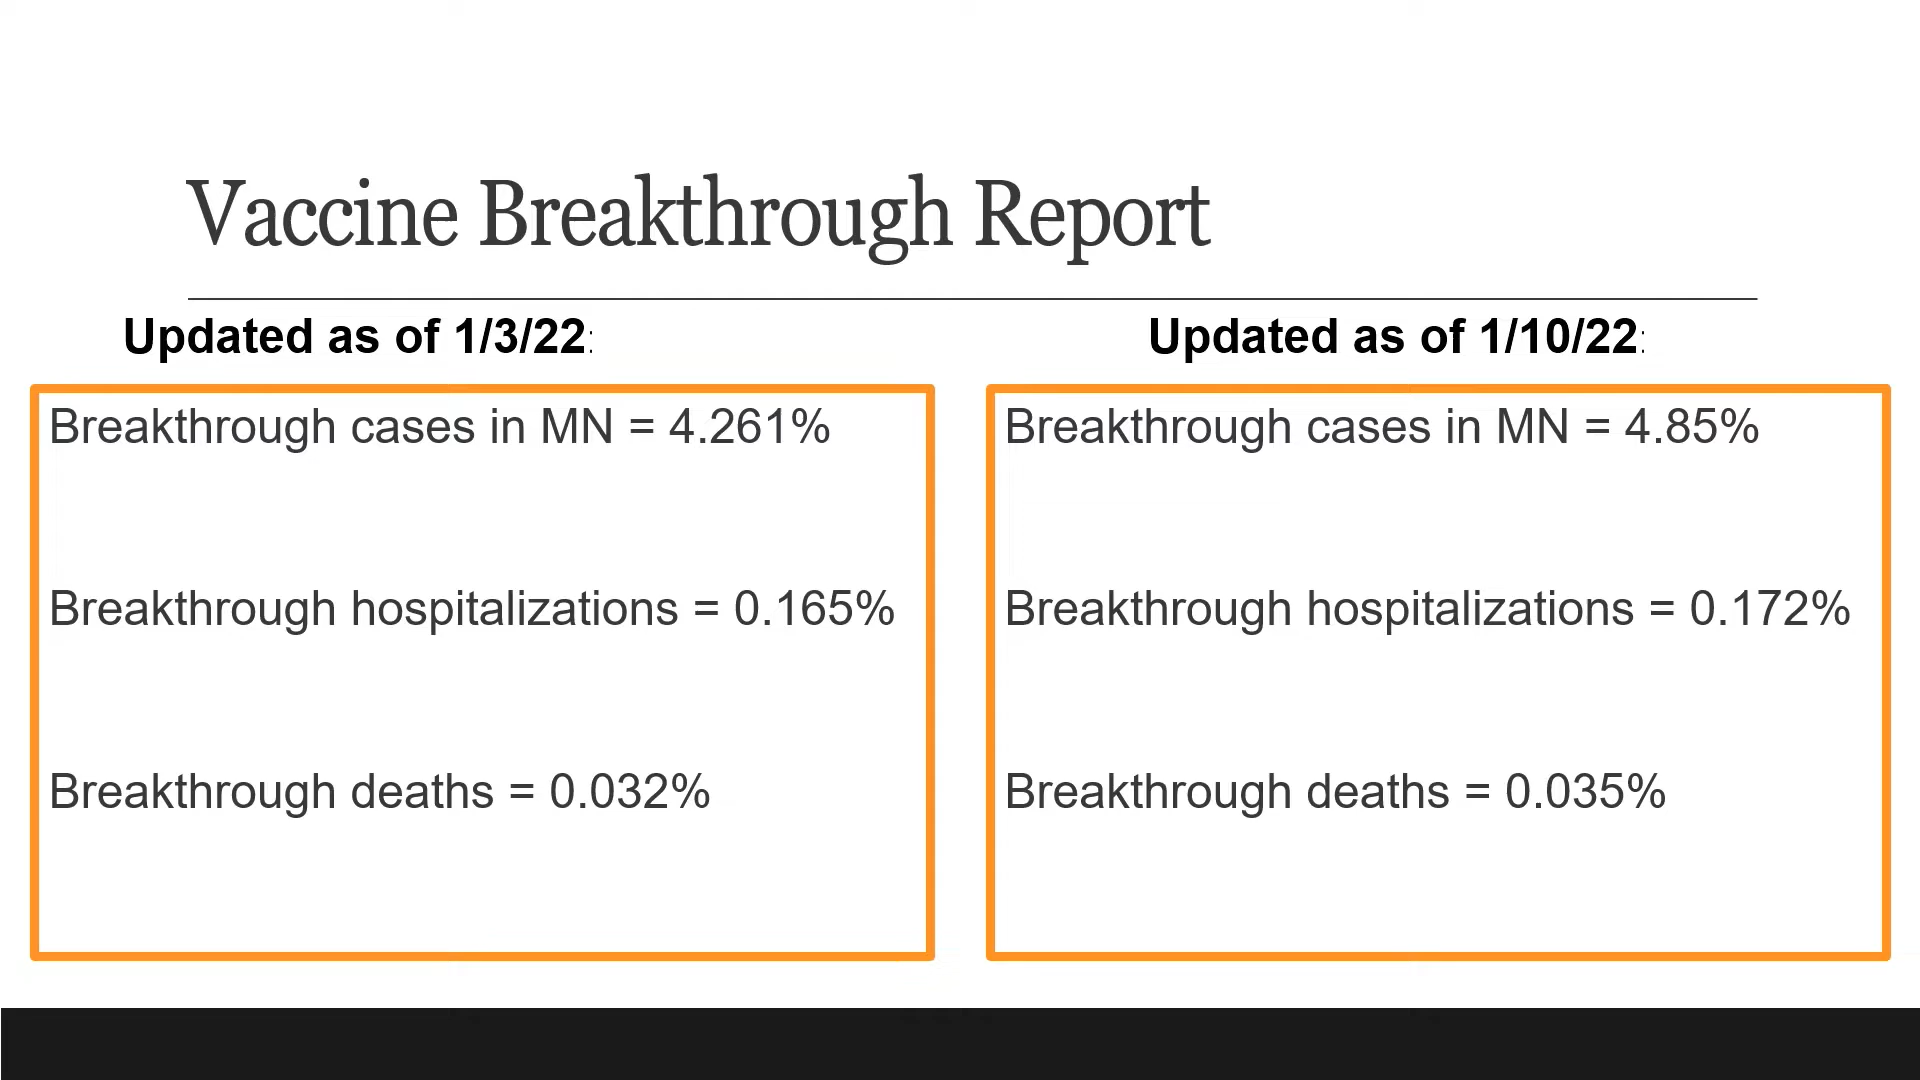 Vaccine Breakthrough Report
Updated as of 1/3/22:
Breakthrough cases in MN = 4.261%
Breakthrough hospitalizations = 0.165%
Breakthrough deaths = 0.032%
Updated as of 1/10/22:
Breakthrough cases in MN = 4.85%
Breakthrough hospitalizations = 0.172%
Breakthrough deaths = 0.035%